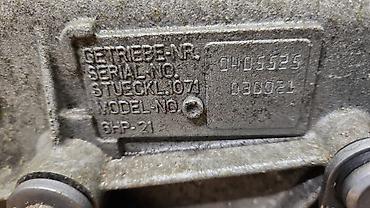 GETRIEBE-NR. 0405525
SERIAL-NO. 030021
STUECKL. 1071
MODEL-NO.
6HP-21